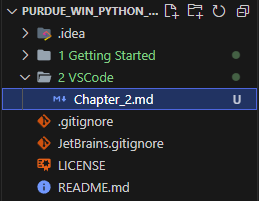 PURDUE_WIN_PYTHON_...
.idea
1 Getting Started
2 VSCode
Chapter_2.md U
.gitignore
JetBrains.gitignore
LICENSE
README.md